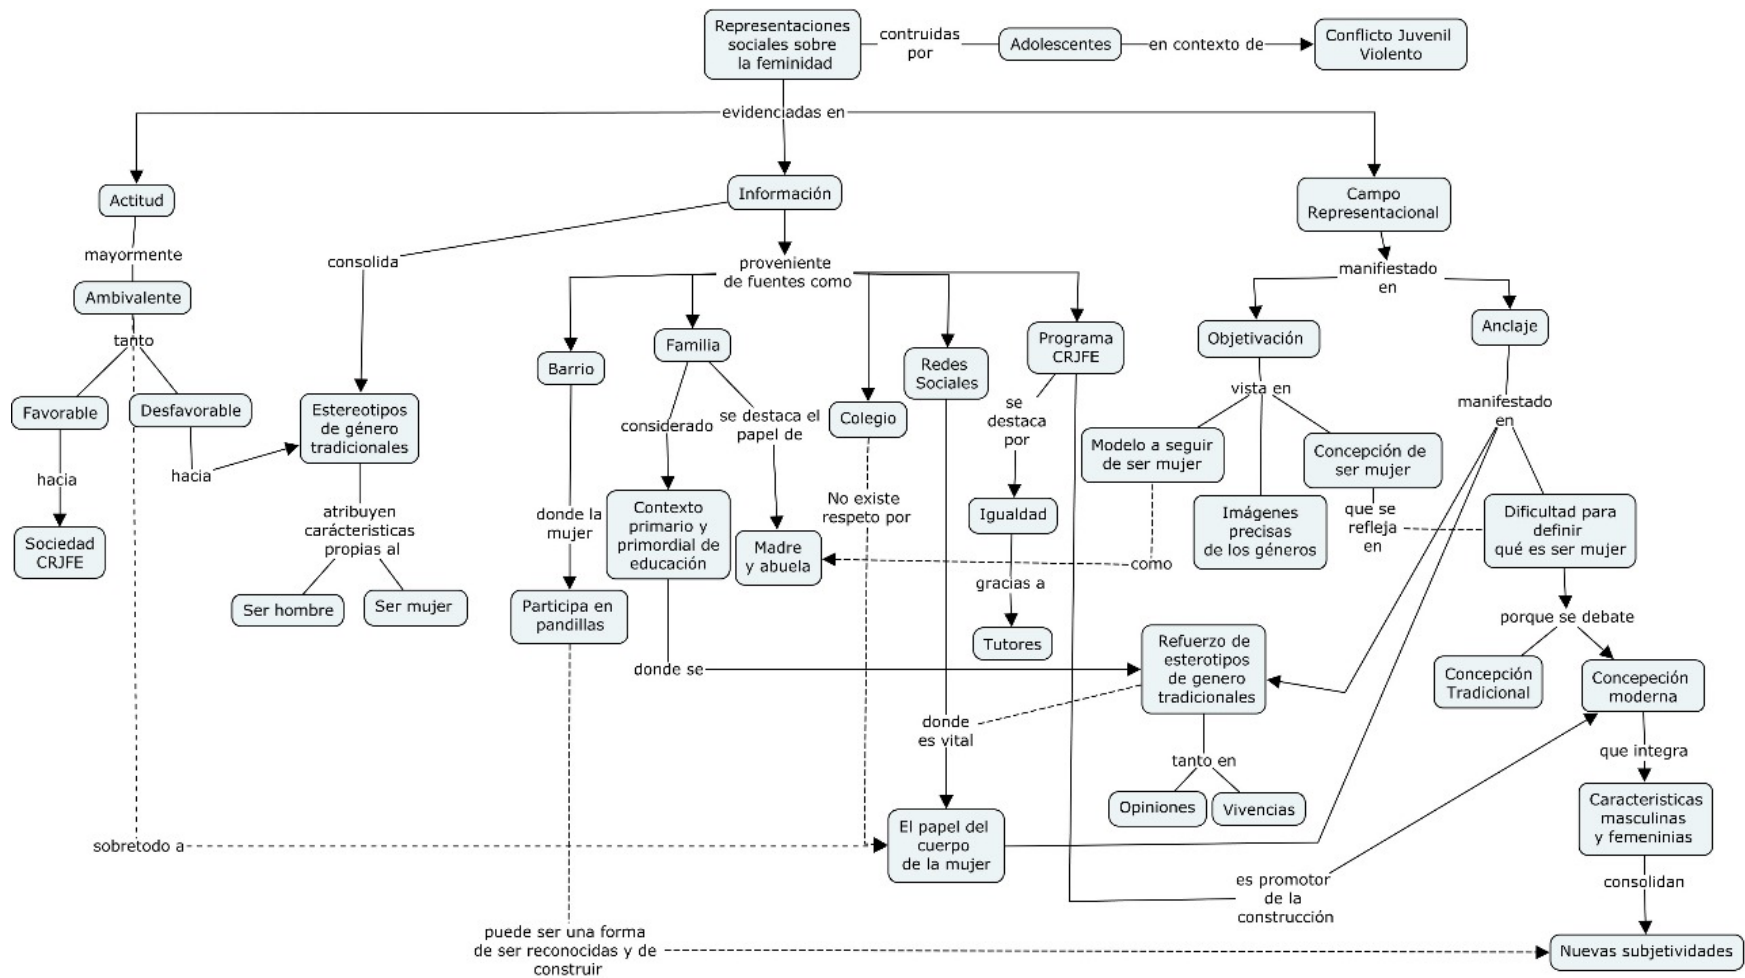 Representaciones
sociales sobre
la feminidad
contruidas
por
Adolescentes
en contexto de
Conflicto Juvenil
Violento
evidenciadas en
Actitud
Información
Campo
Representacional
mayormente
consolida
proveniente
de fuentes como
manifiestado
en
Ambivalente
tanto
Favorable
Desfavorable
hacia
hacia
Sociedad
CRJFE
Estereotipos
de género
tradicionales
atribuyen
carácteristicas
propias al
Ser hombre
Ser mujer
Barrio
Familia
Colegio
Redes
Sociales
Programa
CRJFE
Objetivación
Anclaje
considerado
se destaca el
papel de
se
destaca
por
vista en
manifestado
en
donde la
mujer
Participa en
pandillas
Contexto
primario y
primordial de
educación
Madre
y abuela
No existe
respeto por
Igualdad
gracias a
Tutores
Modelo a seguir
de ser mujer
como
Imágenes
precisas
de los géneros
Concepción de
ser mujer
que se
refleja
en
Dificultad para
definir
qué es ser mujer
porque se debate
Concepción
Tradicional
Concepeción
moderna
donde se
Refuerzo de
esterotipos
de genero
tradicionales
donde
es vital
tanto en
Opiniones
Vivencias
que integra
Caracteristicas
masculinas
y femeninias
consolidan
sobretodo a
El papel del
cuerpo
de la mujer
es promotor
de la
construcción
puede ser una forma
de ser reconocidas y de
construir
Nuevas subjetividades